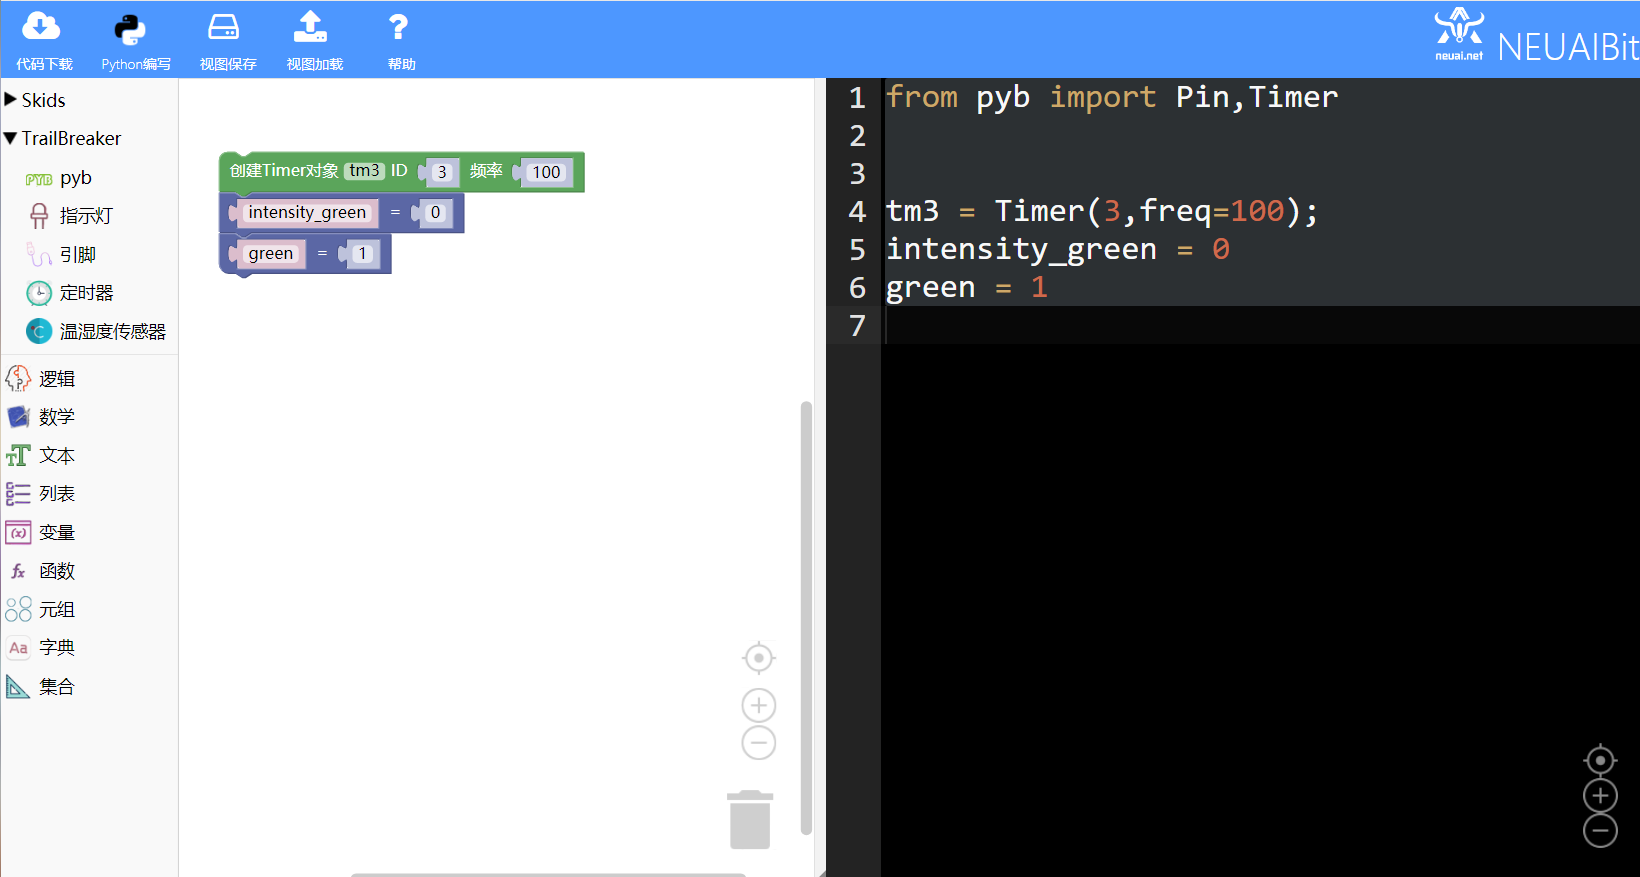 代码下载
Python编写
视图保存
视图加载
帮助
neuai.net
NEUAIBit
Skids
TrailBreaker
pyb
pyb
指示灯
引脚
定时器
C
温湿度传感器
逻辑
数学
文本
列表
(x)
变量
fx
函数
元组
Aa
字典
集合
创建Timer对象 tm3 ID 3 频率 100
intensity_green = 0
green = 1
1 from pyb import Pin,Timer
2
3
4 tm3 = Timer(3,freq=100);
5 intensity_green = 0
6 green = 1
7